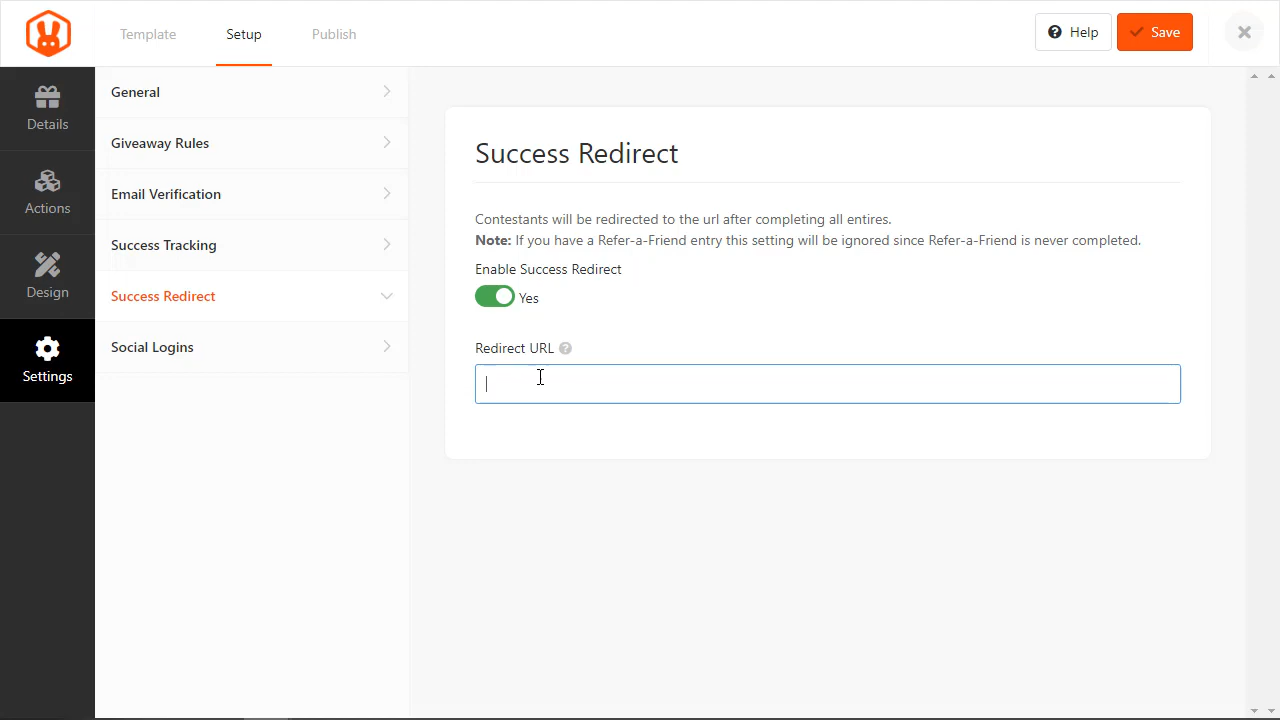 Template
Setup
Publish
Help
Save
Details
Actions
Design
Settings
General
Giveaway Rules
Email Verification
Success Tracking
Success Redirect
Social Logins
Success Redirect
Contestants will be redirected to the url after completing all entires.
Note: If you have a Refer-a-Friend entry this setting will be ignored since Refer-a-Friend is never completed.
Enable Success Redirect
Yes
Redirect URL